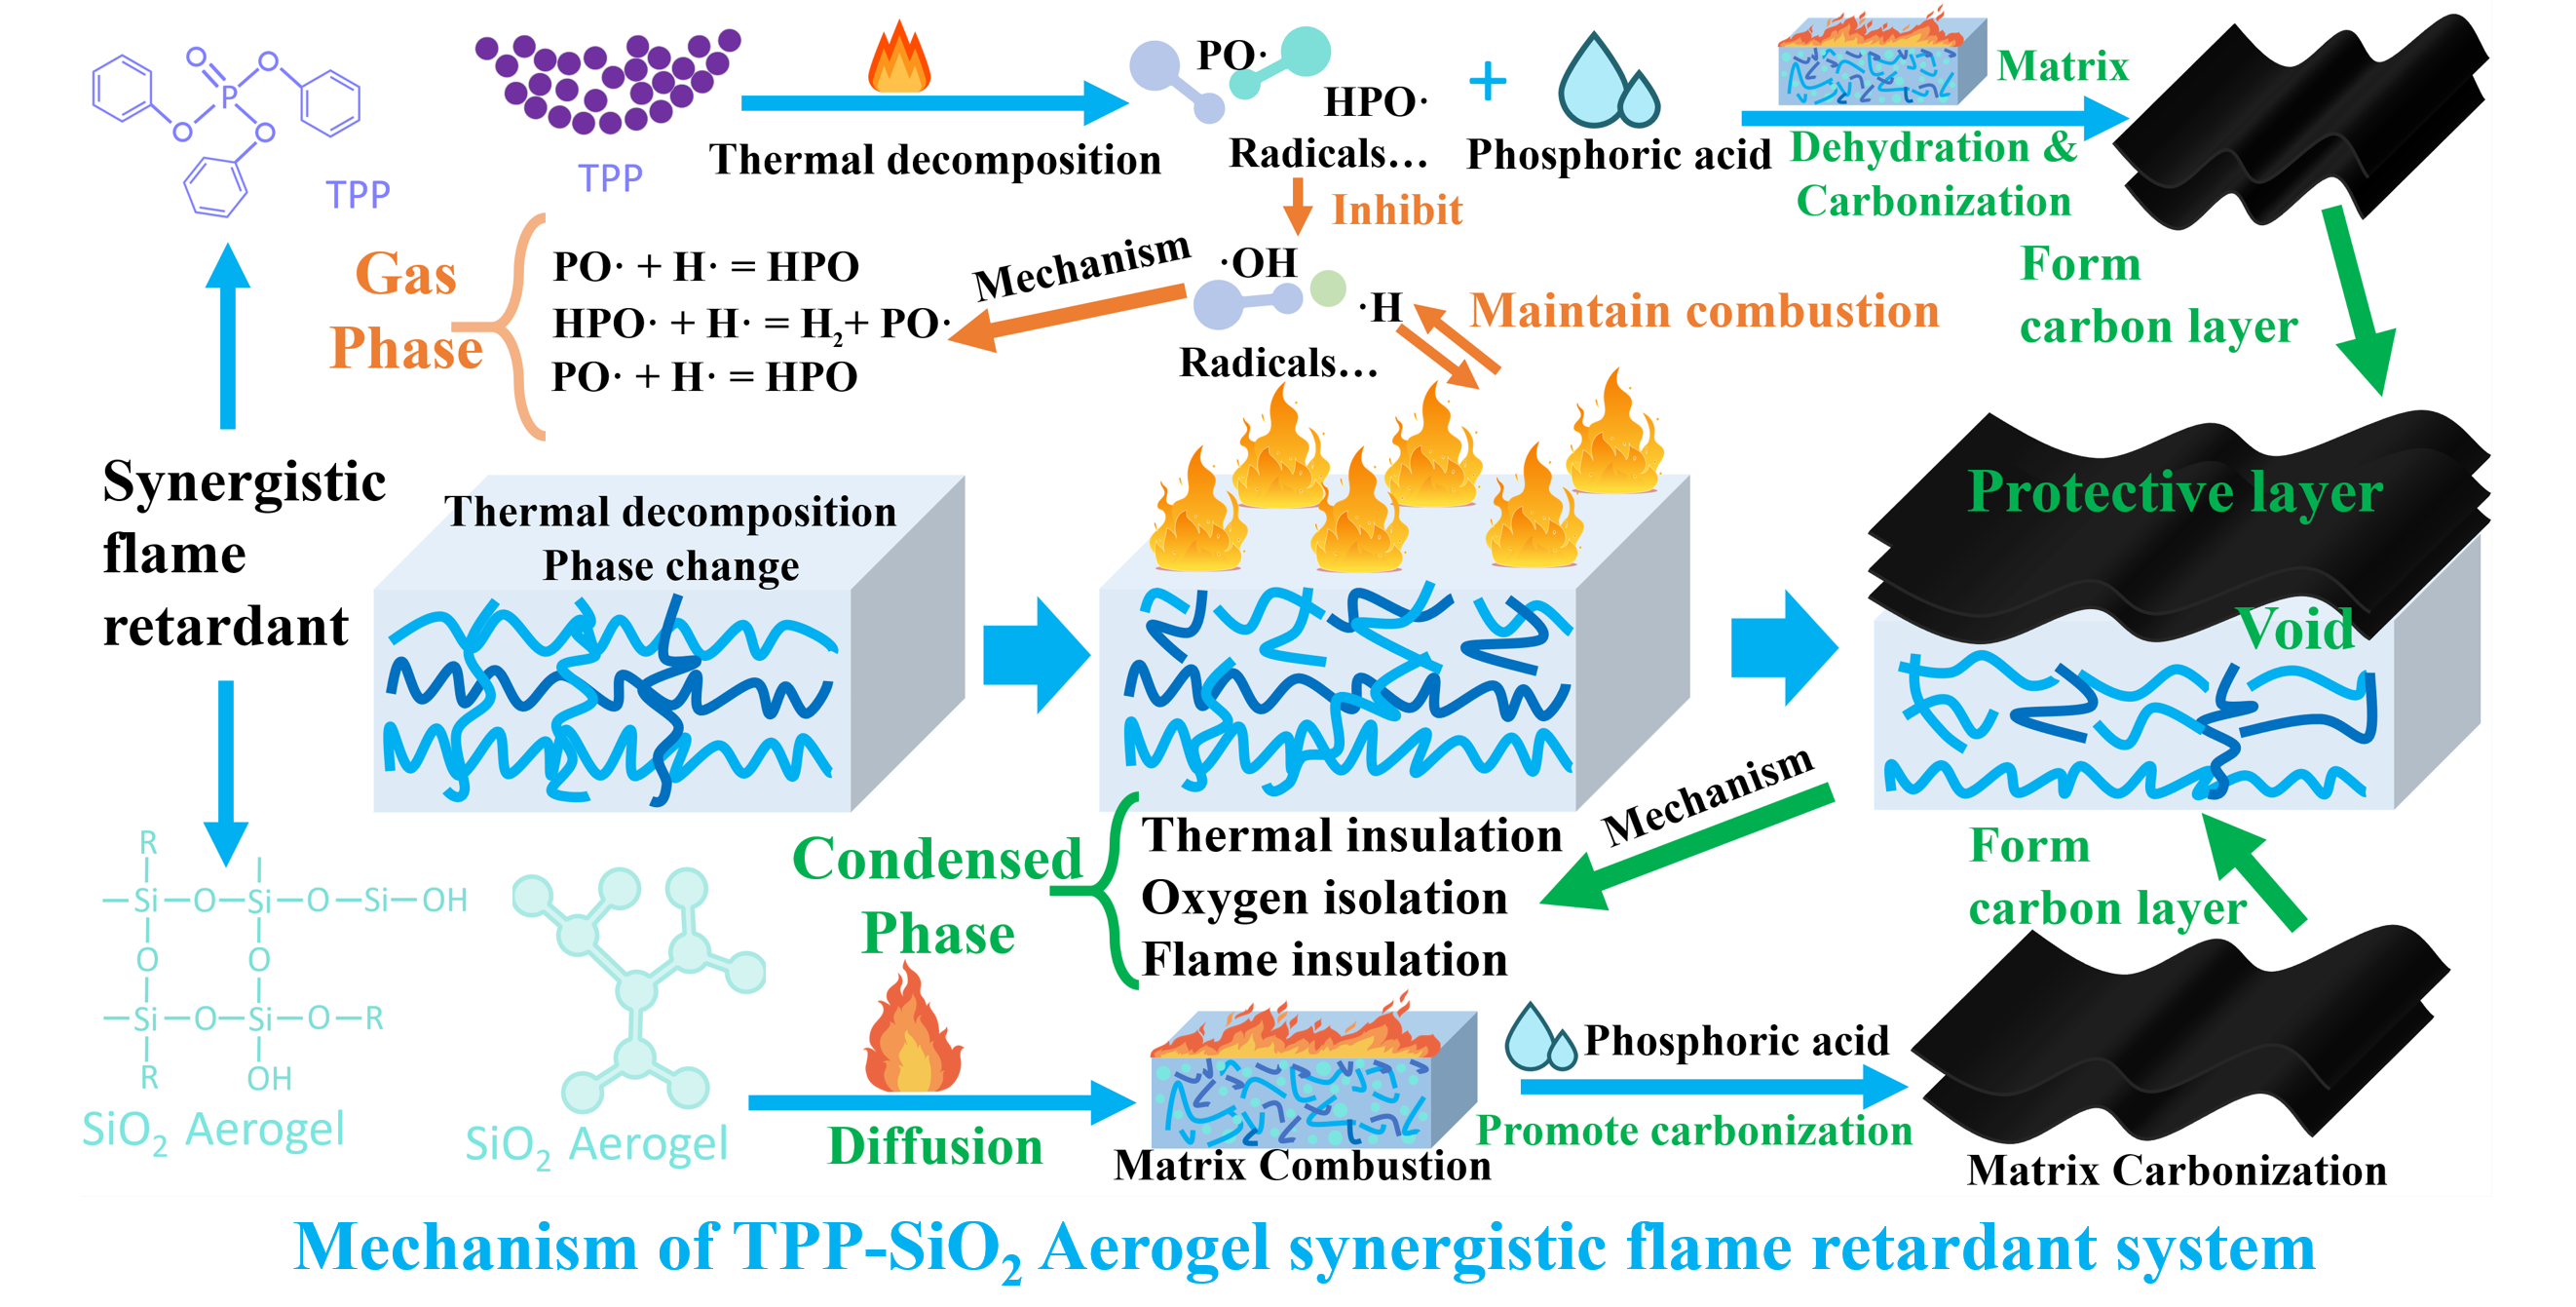 O
O
P
O
O
TPP
TPP
Thermal decomposition
PO·
HPO·
Radicals…
+
Phosphoric acid
Matrix
Dehydration &
Carbonization
Inhibit
Gas
Phase
PO· + H· = HPO
HPO· + H· = H₂+ PO·
PO· + H· = HPO
Mechanism
·OH
·H
Radicals…
Maintain combustion
Form
carbon layer
Synergistic
flame
retardant
Thermal decomposition
Phase change
Protective layer
Void
Mechanism
Condensed
Phase
Thermal insulation
Oxygen isolation
Flame insulation
Form
carbon layer
R
Si O Si O Si OH
O O
Si O Si O R
R OH
SiO₂ Aerogel
SiO₂ Aerogel
Diffusion
Matrix Combustion
Phosphoric acid
Promote carbonization
Matrix Carbonization
Mechanism of TPP-SiO₂ Aerogel synergistic flame retardant system